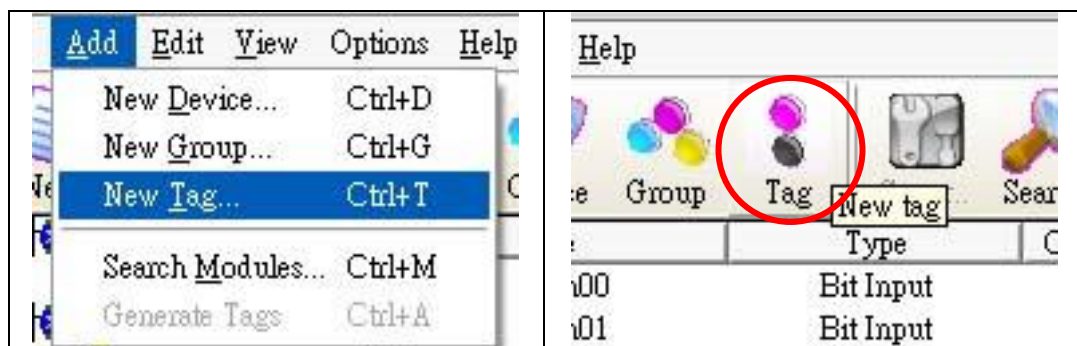 Add Edit View Options Help
New Device... Ctrl+D
New Group... Ctrl+G
New Tag... Ctrl+T
Search Modules... Ctrl+M
Generate Tags Ctrl+A
Help
Group Tag
New tag
Type
Bit Input
Bit Input